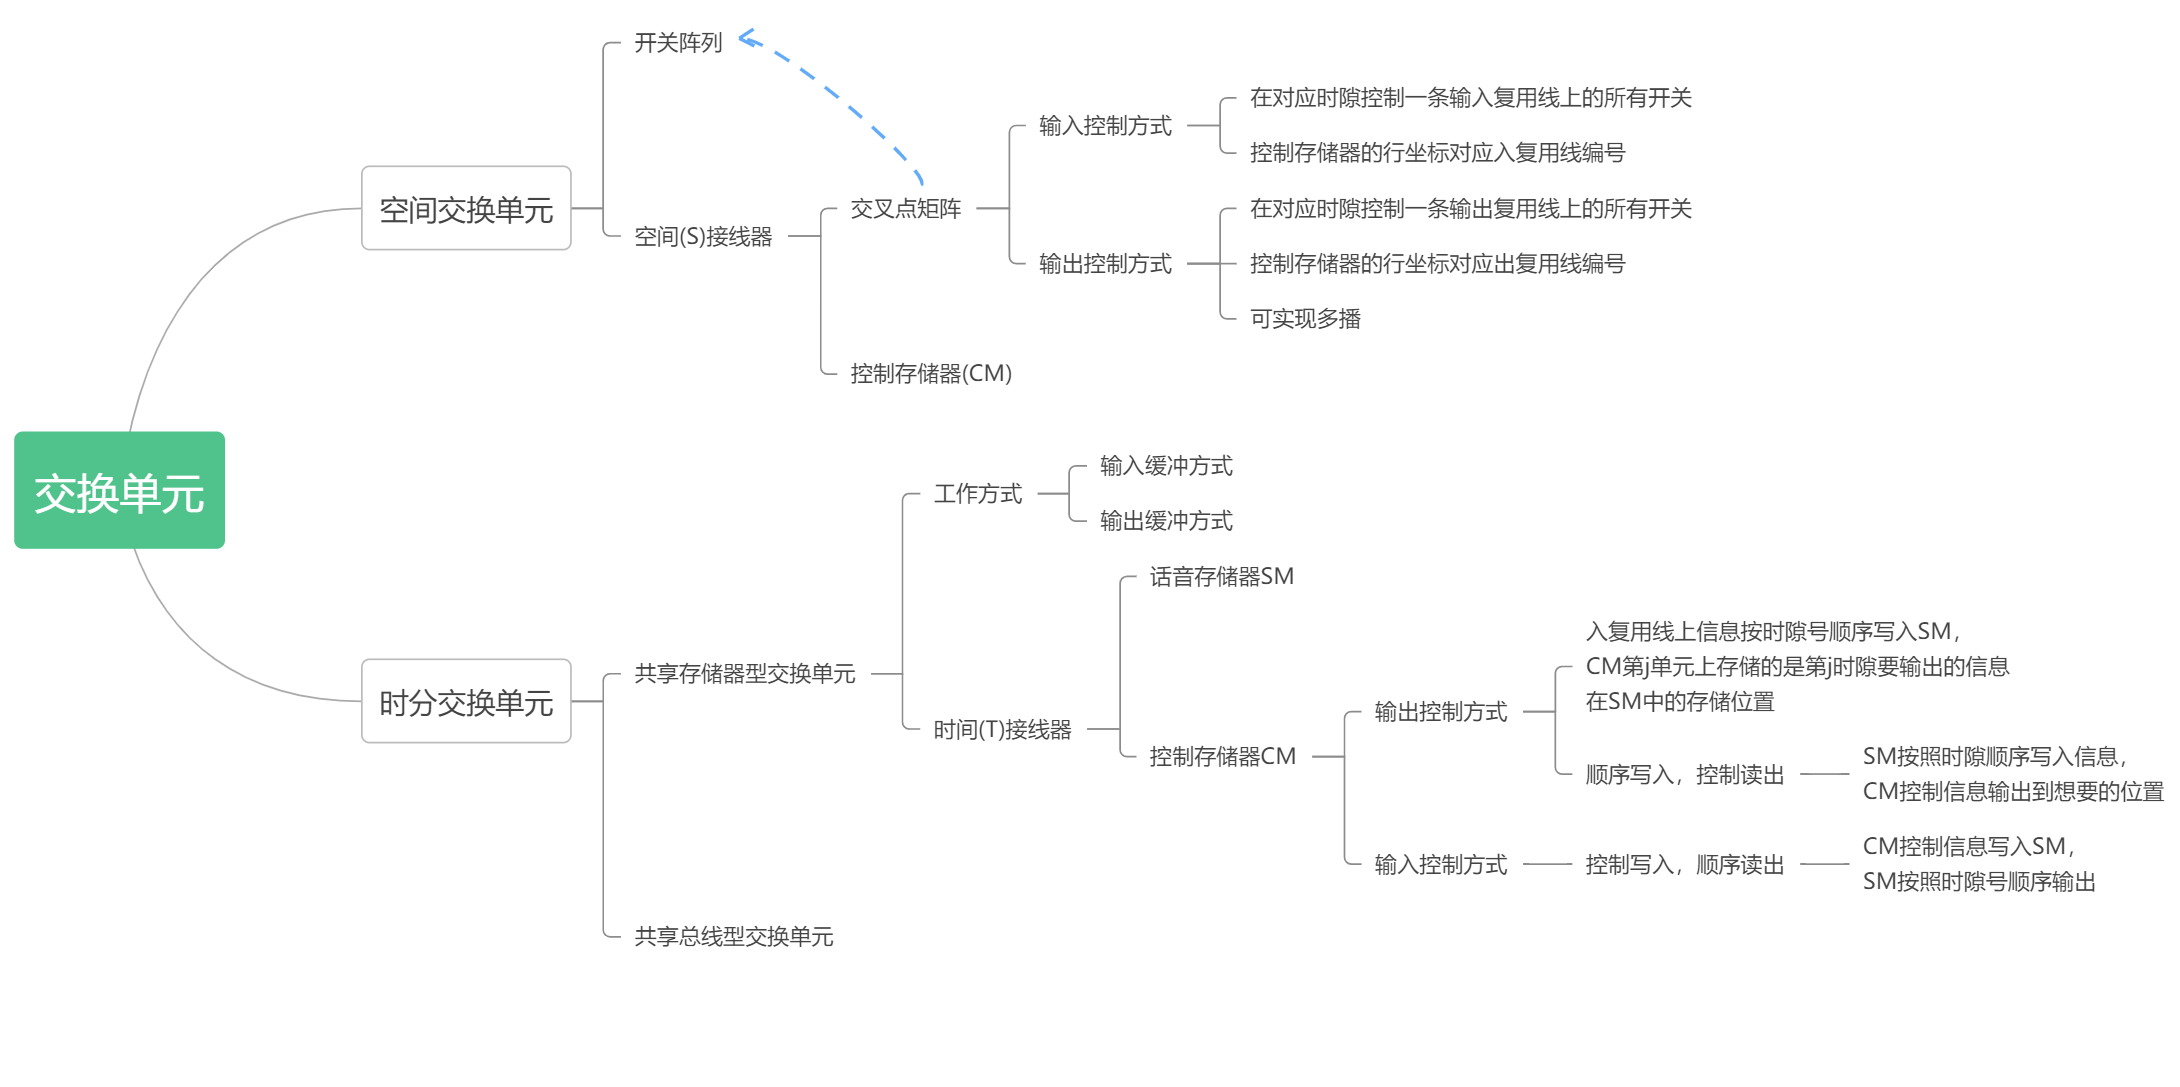 交换单元
空间交换单元
开关阵列
空间(S)接线器
交叉点矩阵
输入控制方式
在对应时隙控制一条输入复用线上的所有开关
控制存储器的行坐标对应入复用线编号
输出控制方式
在对应时隙控制一条输出复用线上的所有开关
控制存储器的行坐标对应出复用线编号
可实现多播
控制存储器(CM)
时分交换单元
共享存储器型交换单元
工作方式
输入缓冲方式
输出缓冲方式
时间(T)接线器
话音存储器SM
控制存储器CM
输出控制方式
入复用线上信息按时隙号顺序写入SM，
CM第j单元上存储的是第j时隙要输出的信息
在SM中的存储位置
顺序写入，控制读出
SM按照时隙顺序写入信息，
CM控制信息输出到想要的位置
输入控制方式
控制写入，顺序读出
CM控制信息写入SM，
SM按照时隙号顺序输出
共享总线型交换单元